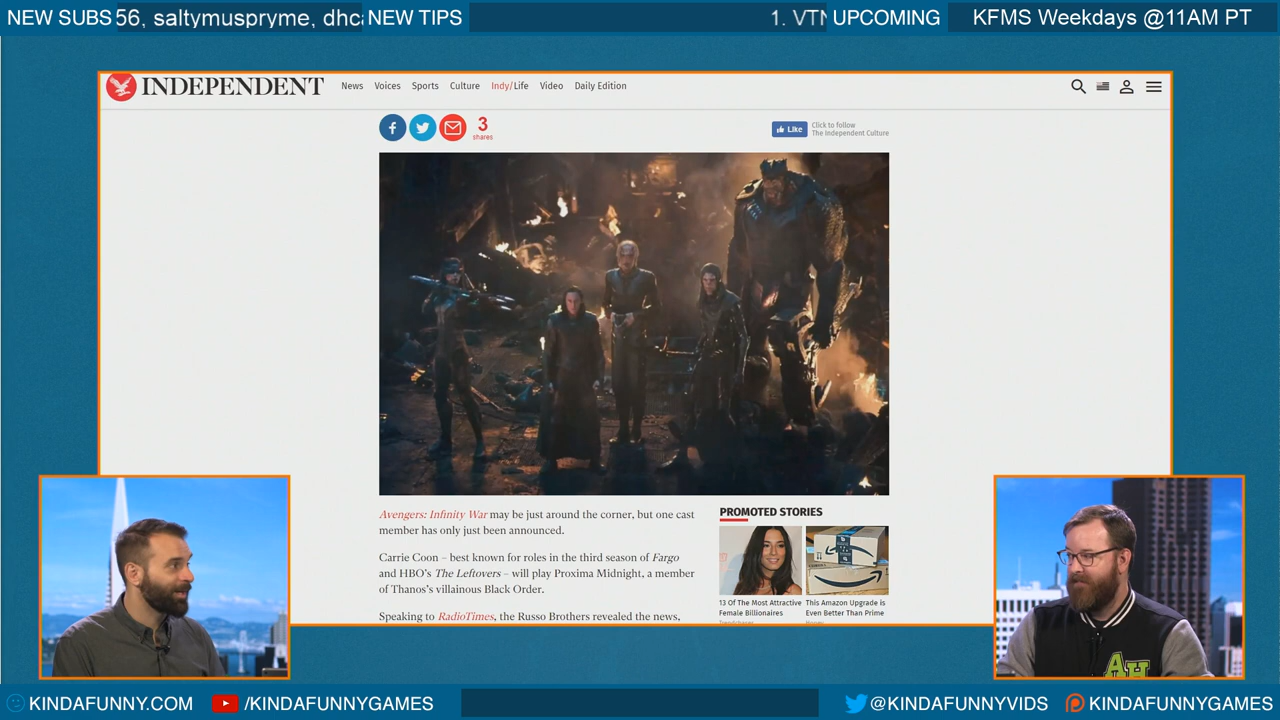 NEW SUBS 56, saltymuspryme, dhc NEW TIPS 1. VTN UPCOMING KFMS Weekdays @11AM PT
INDEPENDENT News Voices Sports Culture Indy/Life Video Daily Edition
3
shares
Like
Click to follow
The Independent Culture
Avengers: Infinity War may be just around the corner, but one cast
member has only just been announced.
Carrie Coon – best known for roles in the third season of Fargo
and HBO's The Leftovers – will play Proxima Midnight, a member
of Thanos's villainous Black Order.
Speaking to RadioTimes, the Russo Brothers revealed the news,
PROMOTED STORIES
13 Of The Most Attractive
Female Billionaires
This Amazon Upgrade is
Even Better Than Prime
AH
KINDAFUNNY.COM /KINDAFUNNYGAMES @KINDAFUNNYVIDS KINDAFUNNYGAMES